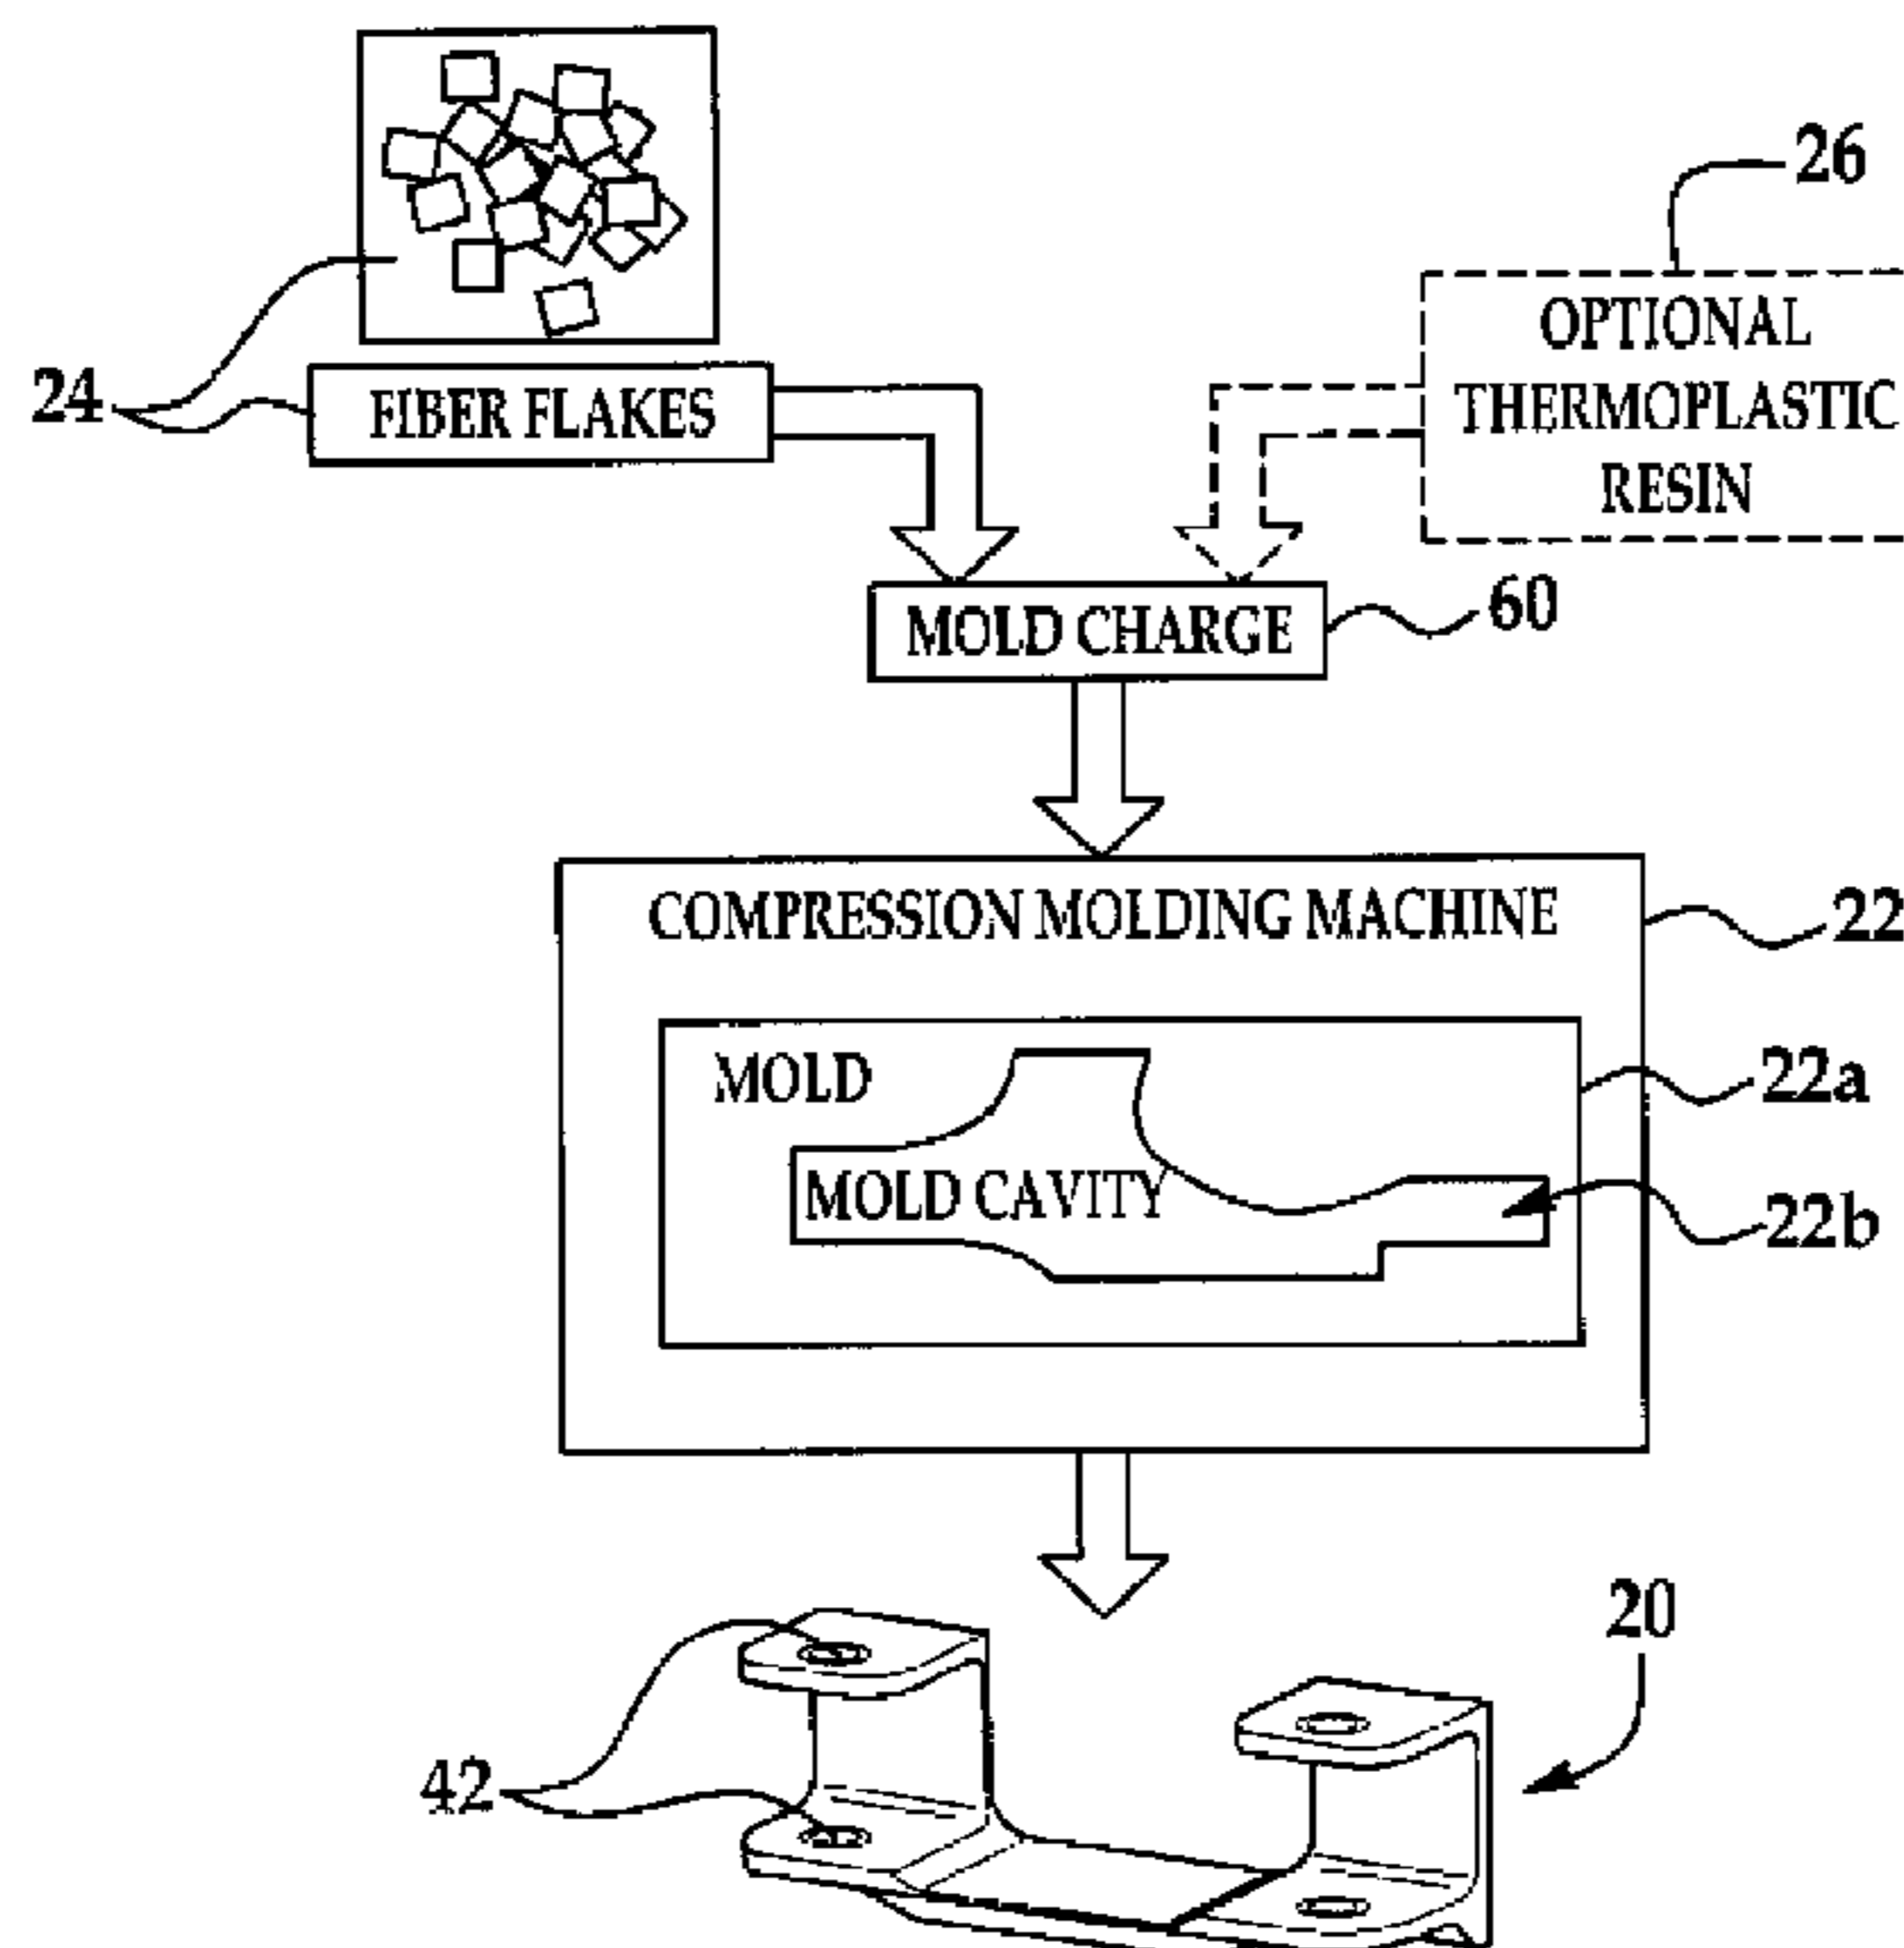 26
OPTIONAL
THERMOPLASTIC
RESIN
24
FIBER FLAKES
MOLD CHARGE
60
COMPRESSION MOLDING MACHINE
22
MOLD
22a
MOLD CAVITY
22b
20
42